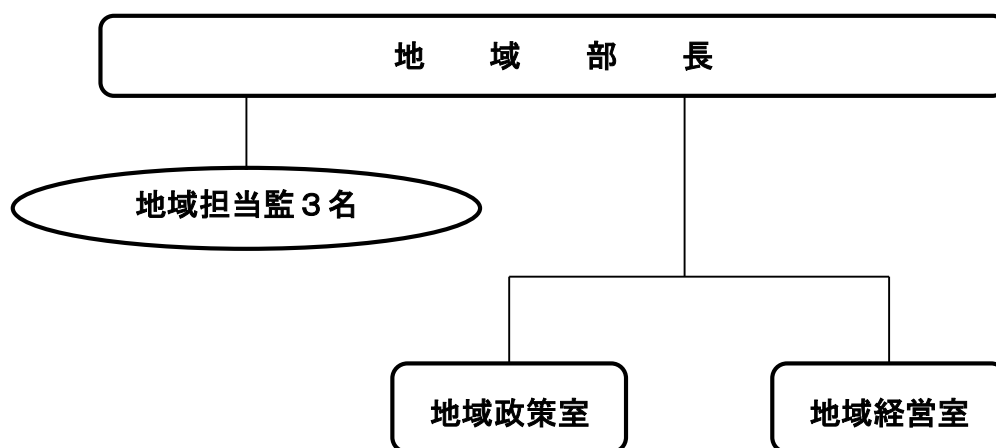 地　域　部　長
地域担当監３名
地域政策室
地域経営室